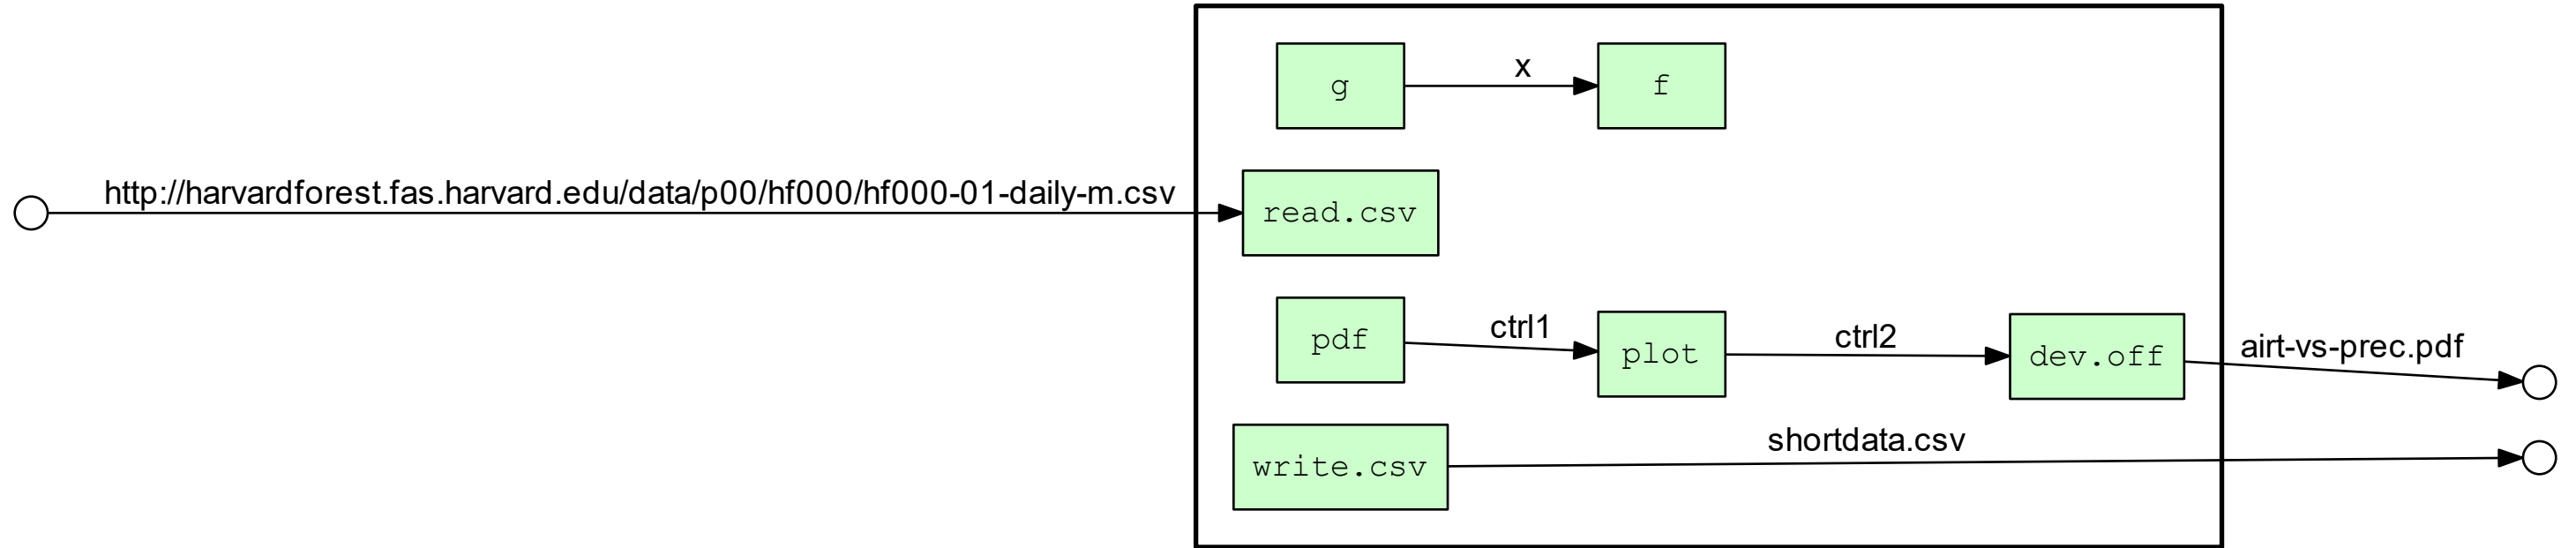 g
x
f
http://harvardforest.fas.harvard.edu/data/p00/hf000/hf000-01-daily-m.csv
read.csv
pdf
ctrl1
plot
ctrl2
dev.off
airt-vs-prec.pdf
write.csv
shortdata.csv